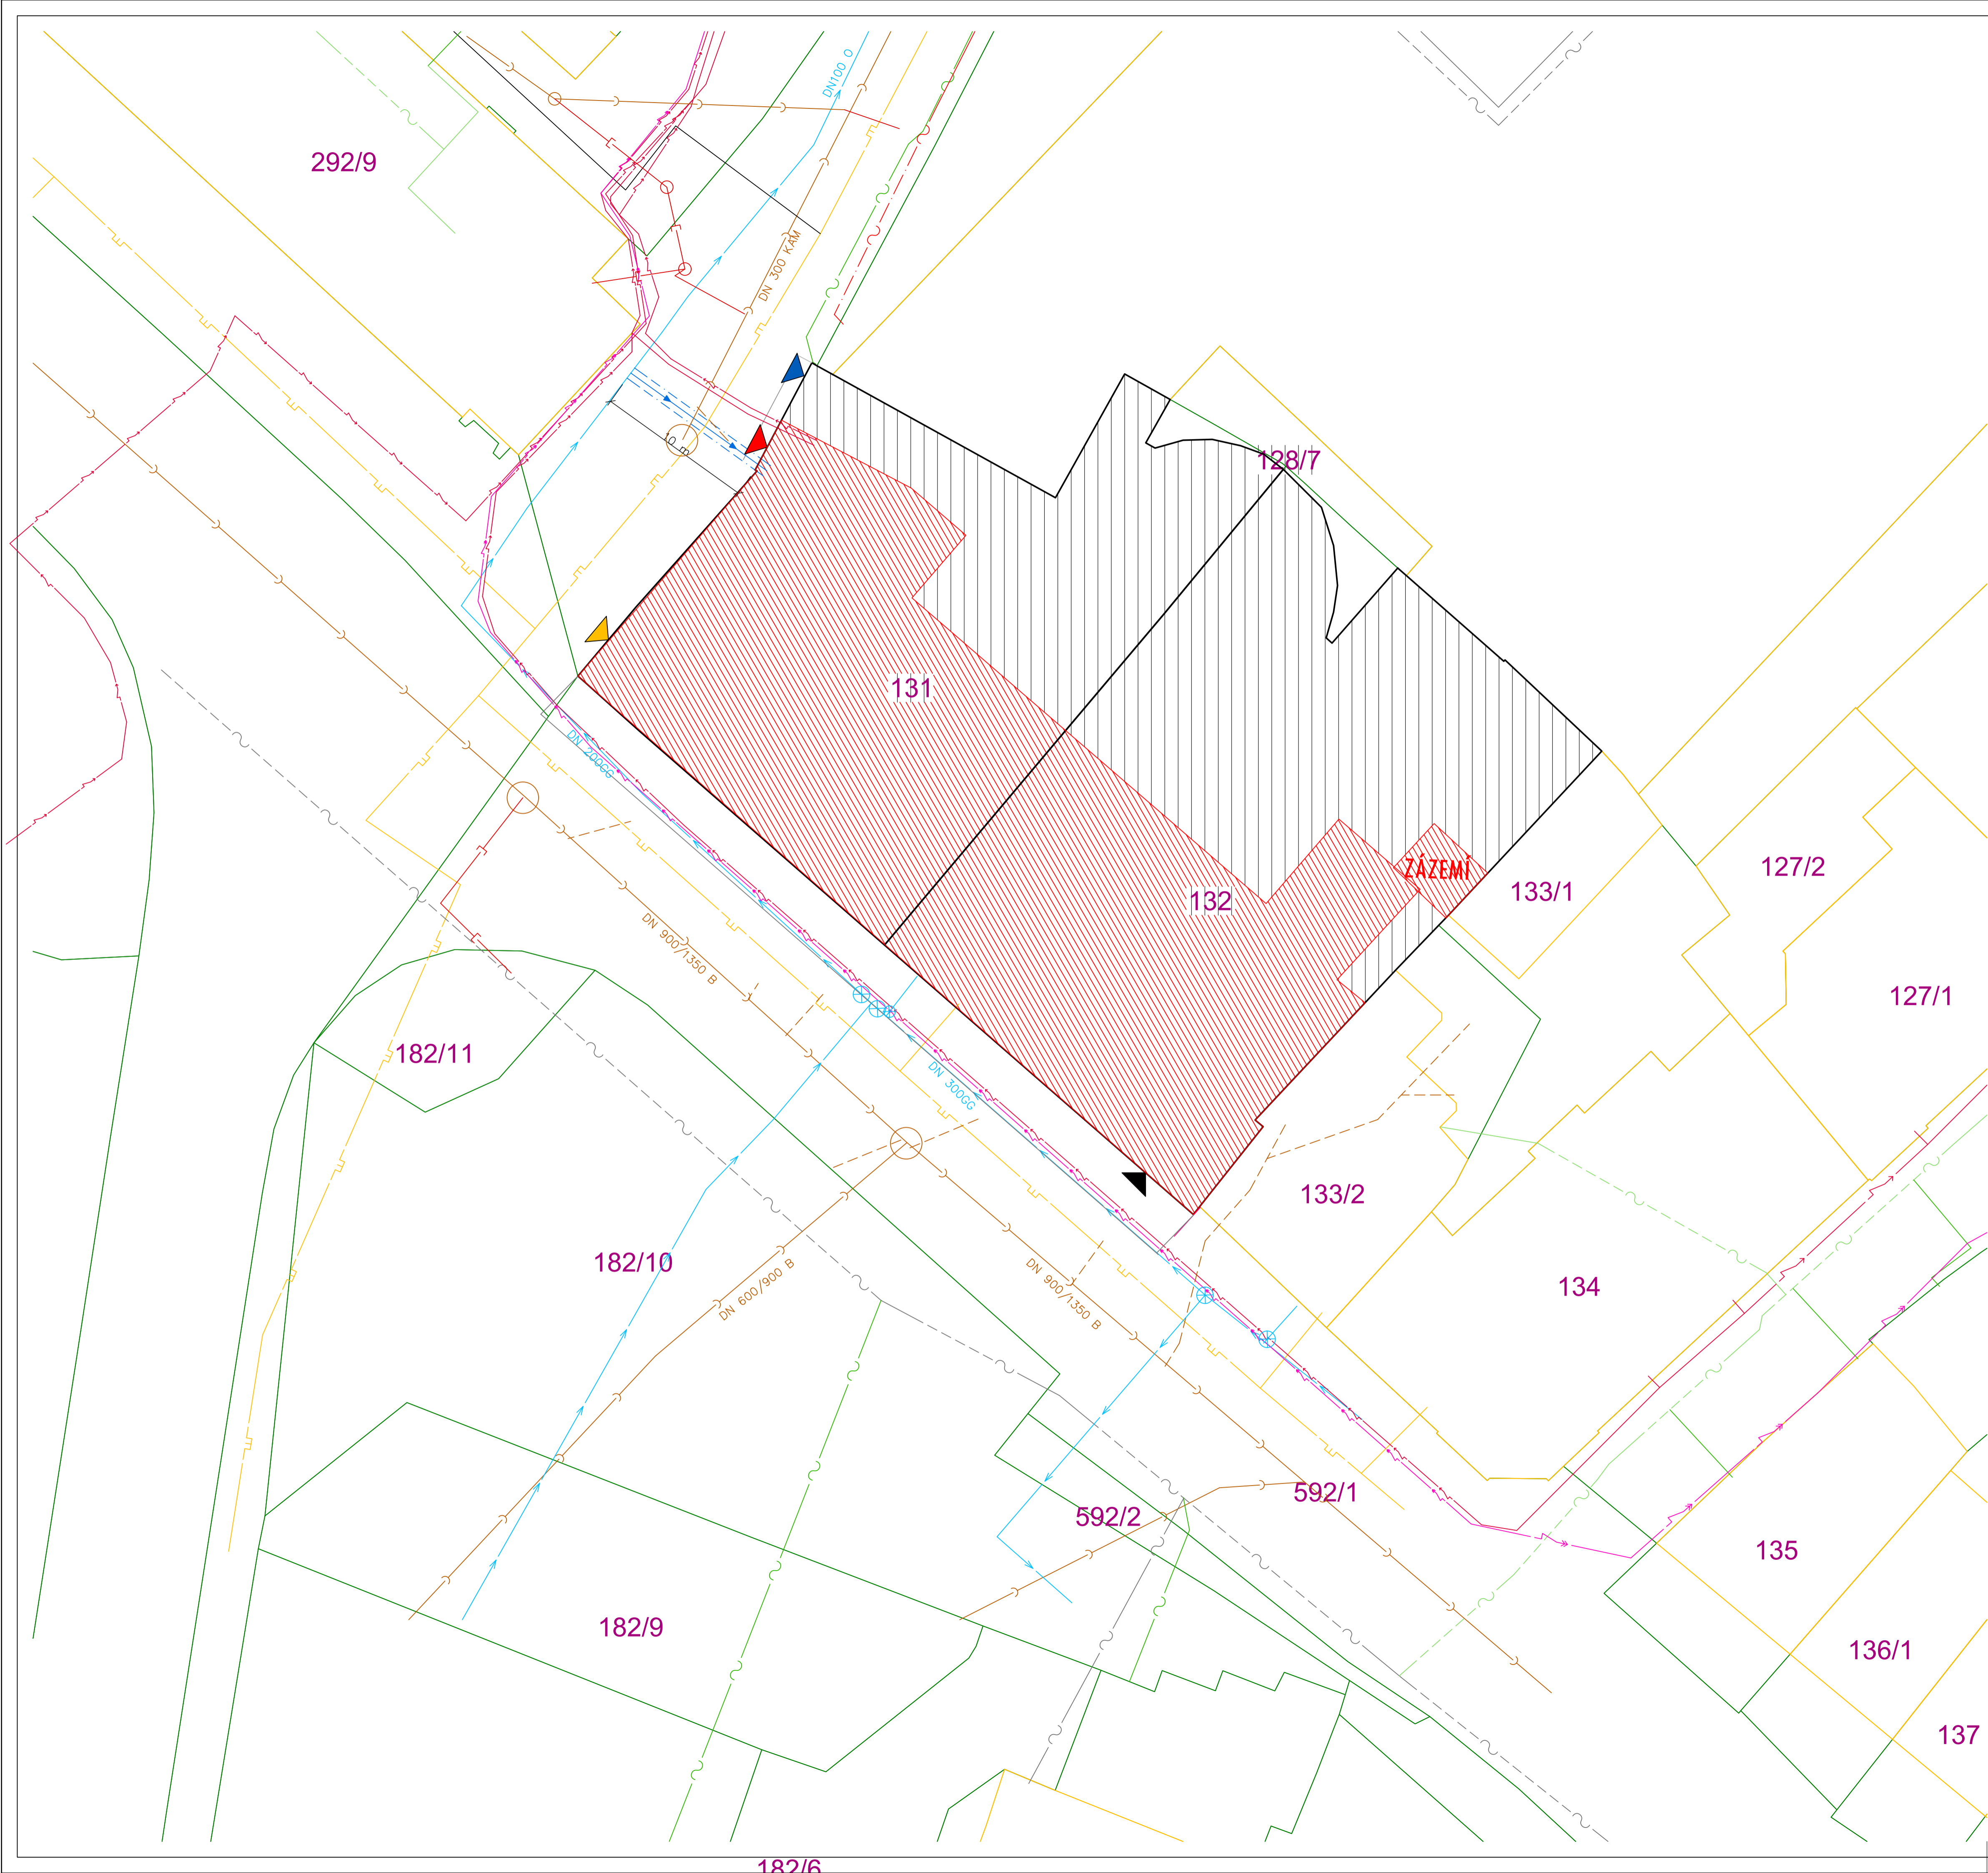 DN100 O
292/9
DN 300 KAM
10 m
128/7
131
DN 200GG
127/2
ZÁZEMÍ
133/1
132
DN 900/1350 B
127/1
182/11
DN 300GG
133/2
182/10
DN 600/900 B
DN 900/1350 B
134
592/1
592/2
135
182/9
136/1
137
182/6